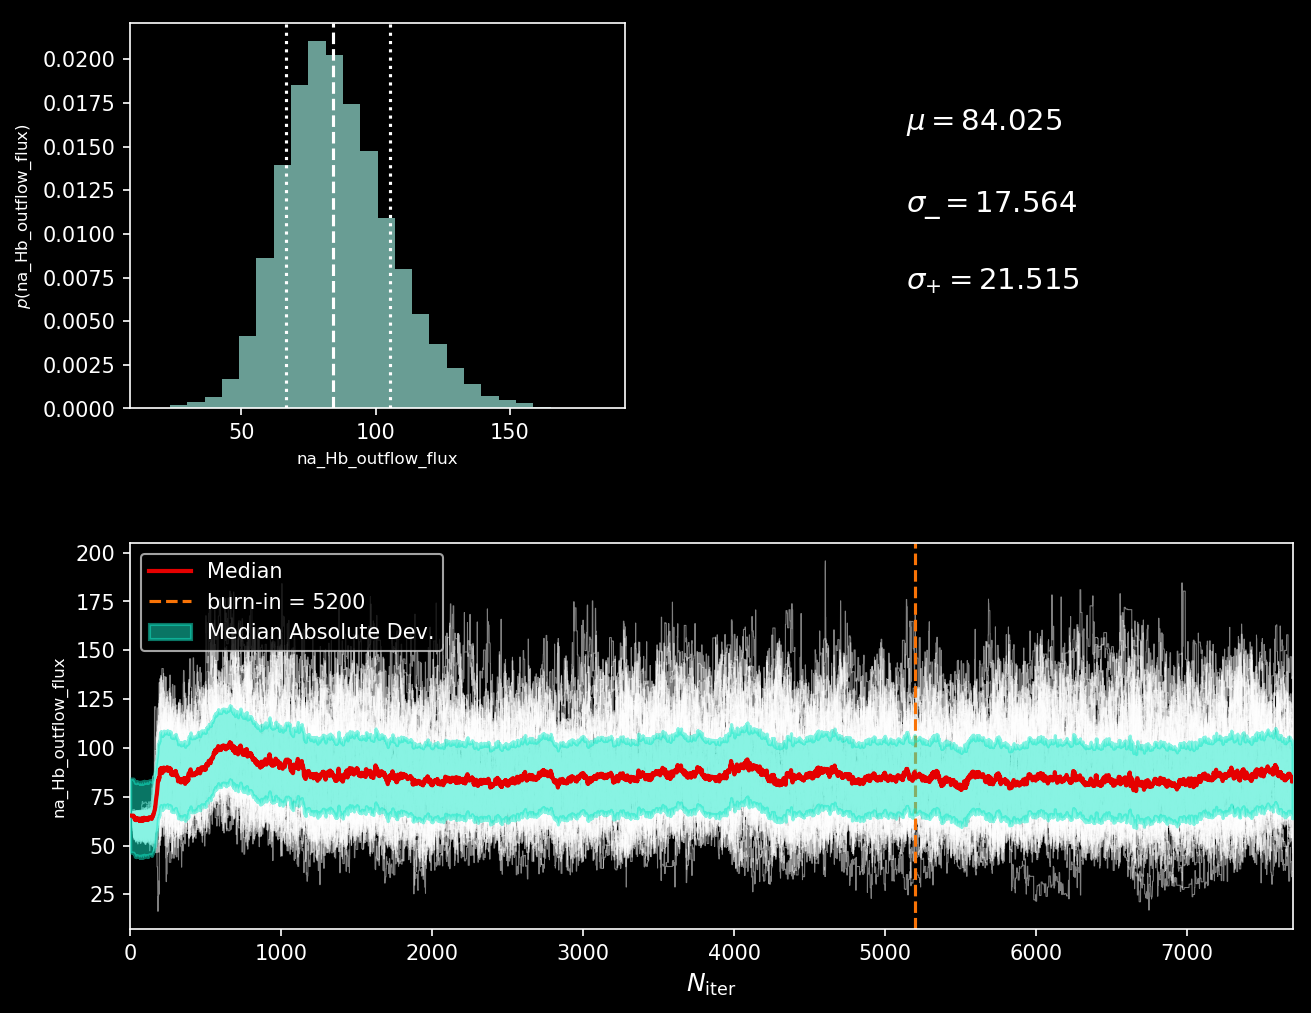 0.0200
0.0175
0.0150
0.0125
0.0100
0.0075
0.0050
0.0025
0.0000
p(na_Hb_outflow_flux)
50 100 150
na_Hb_outflow_flux
μ = 84.025
σ₋ = 17.564
σ₊ = 21.515
200
175
150
125
100
75
50
25
na_Hb_outflow_flux
Median
burn-in = 5200
Median Absolute Dev.
0 1000 2000 3000 4000 5000 6000 7000
N_iter